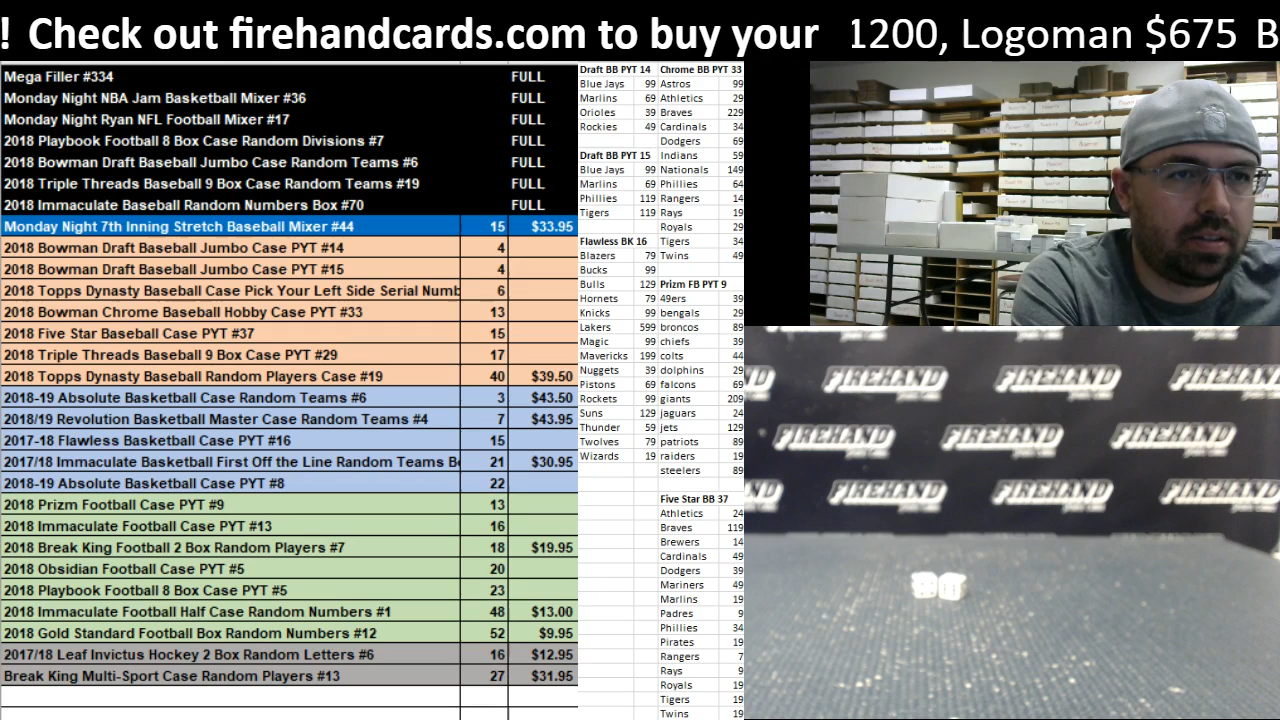 ! Check out firehandcards.com to buy your 1200, Logoman $675 B
Mega Filler #334 FULL
Monday Night NBA Jam Basketball Mixer #36 FULL
Monday Night Ryan NFL Football Mixer #17 FULL
2018 Playbook Football 8 Box Case Random Divisions #7 FULL
2018 Bowman Draft Baseball Jumbo Case Random Teams #6 FULL
2018 Triple Threads Baseball 9 Box Case Random Teams #19 FULL
2018 Immaculate Baseball Random Numbers Box #70 FULL
Monday Night 7th Inning Stretch Baseball Mixer #44 15 $33.95
2018 Bowman Draft Baseball Jumbo Case PYT #14 4
2018 Bowman Draft Baseball Jumbo Case PYT #15 4
2018 Topps Dynasty Baseball Case Pick Your Left Side Serial Numb 6
2018 Bowman Chrome Baseball Hobby Case PYT #33 13
2018 Five Star Baseball Case PYT #37 15
2018 Triple Threads Baseball 9 Box Case PYT #29 17
2018 Topps Dynasty Baseball Random Players Case #19 40 $39.50
2018-19 Absolute Basketball Case Random Teams #6 3 $43.50
2018/19 Revolution Basketball Master Case Random Teams #4 7 $43.95
2017-18 Flawless Basketball Case PYT #16 15
2017/18 Immaculate Basketball First Off the Line Random Teams Bo 21 $30.95
2018-19 Absolute Basketball Case PYT #8 22
2018 Prizm Football Case PYT #9 13
2018 Immaculate Football Case PYT #13 16
2018 Break King Football 2 Box Random Players #7 18 $19.95
2018 Obsidian Football Case PYT #5 20
2018 Playbook Football 8 Box Case PYT #5 23
2018 Immaculate Football Half Case Random Numbers #1 48 $13.00
2018 Gold Standard Football Box Random Numbers #12 52 $9.95
2017/18 Leaf Invictus Hockey 2 Box Random Letters #6 16 $12.95
Break King Multi-Sport Case Random Players #13 27 $31.95
Draft BB PYT 14
Blue Jays 99
Marlins 69
Orioles 39
Rockies 49
Draft BB PYT 15
Blue Jays 99
Marlins 69
Phillies 119
Tigers 119
Flawless BK 16
Blazers 79
Bucks 99
Bulls 129
Hornets 79
Knicks 99
Lakers 599
Magic 99
Mavericks 199
Nuggets 39
Pistons 69
Rockets 99
Suns 129
Thunder 59
Twolves 79
Wizards 19
Chrome BB PYT 33
Astros 99
Athletics 29
Braves 229
Cardinals 34
Dodgers 69
Indians 59
Nationals 149
Phillies 64
Rangers 14
Rays 19
Royals 29
Tigers 34
Twins 49
Prizm FB PYT 9
49ers 39
bengals 29
broncos 89
chiefs 39
colts 44
dolphins 29
falcons 69
giants 209
jaguars 24
jets 129
patriots 89
raiders 19
steelers 89
Five Star BB 37
Athletics 24
Braves 119
Brewers 14
Cardinals 49
Dodgers 39
Mariners 49
Marlins 19
Padres 9
Phillies 34
Pirates 19
Rangers 7
Rays 9
Royals 19
Tigers 19
Twins 19
FIREHAND FIREHAND FIREHAND
FIREHAND FIREHAND FIREHAND
FIREHAND FIREHAND FIREHAND